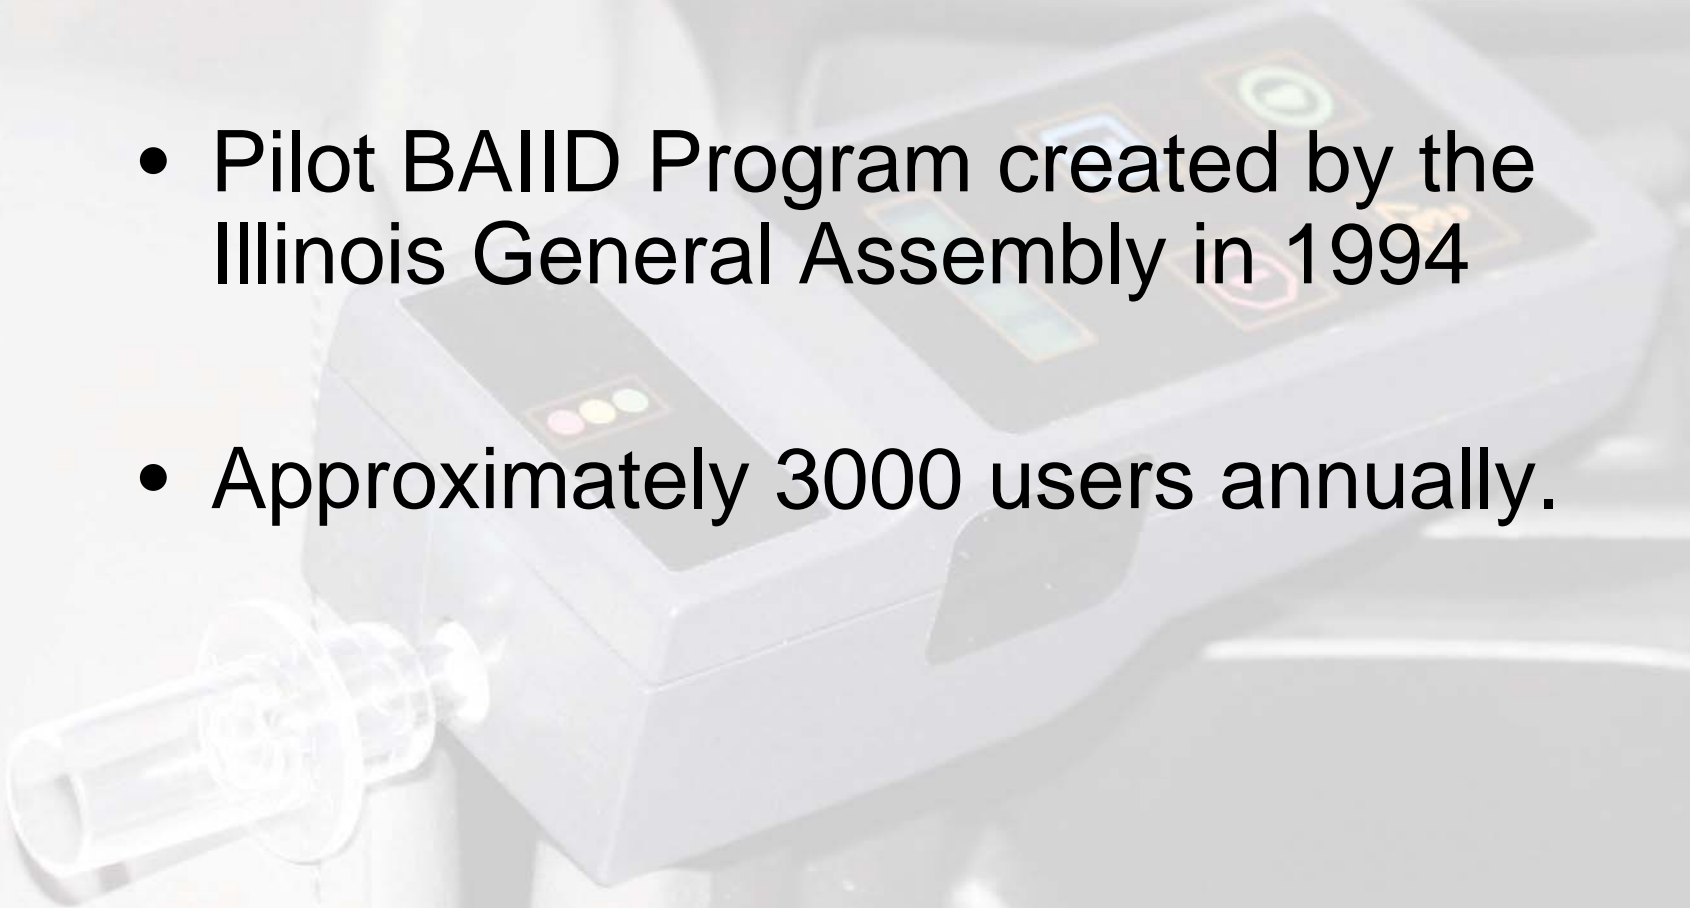 • Pilot BAIID Program created by the
Illinois General Assembly in 1994
• Approximately 3000 users annually.